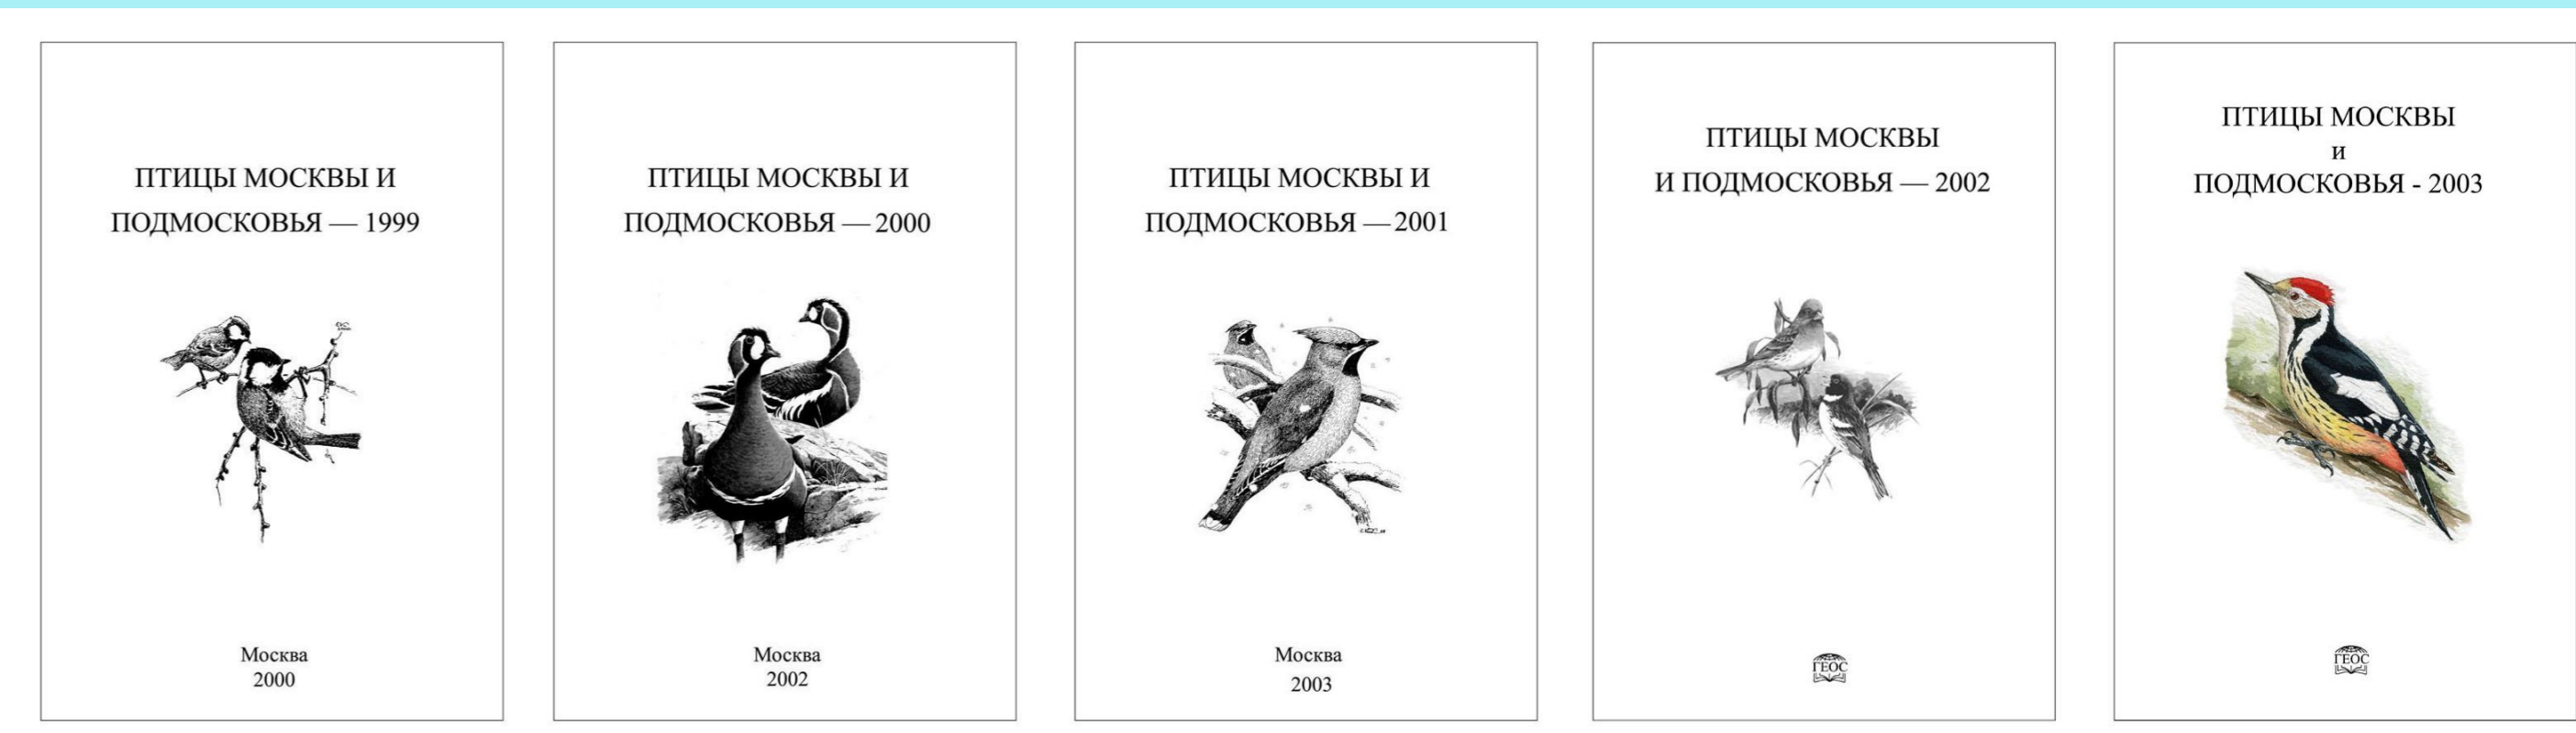 ПТИЦЫ МОСКВЫ И
ПОДМОСКОВЬЯ — 1999
Москва
2000
ПТИЦЫ МОСКВЫ И
ПОДМОСКОВЬЯ — 2000
Москва
2002
ПТИЦЫ МОСКВЫ И
ПОДМОСКОВЬЯ — 2001
Москва
2003
ПТИЦЫ МОСКВЫ
И ПОДМОСКОВЬЯ — 2002
ГЕОС
ПТИЦЫ МОСКВЫ
и
ПОДМОСКОВЬЯ - 2003
ГЕОС